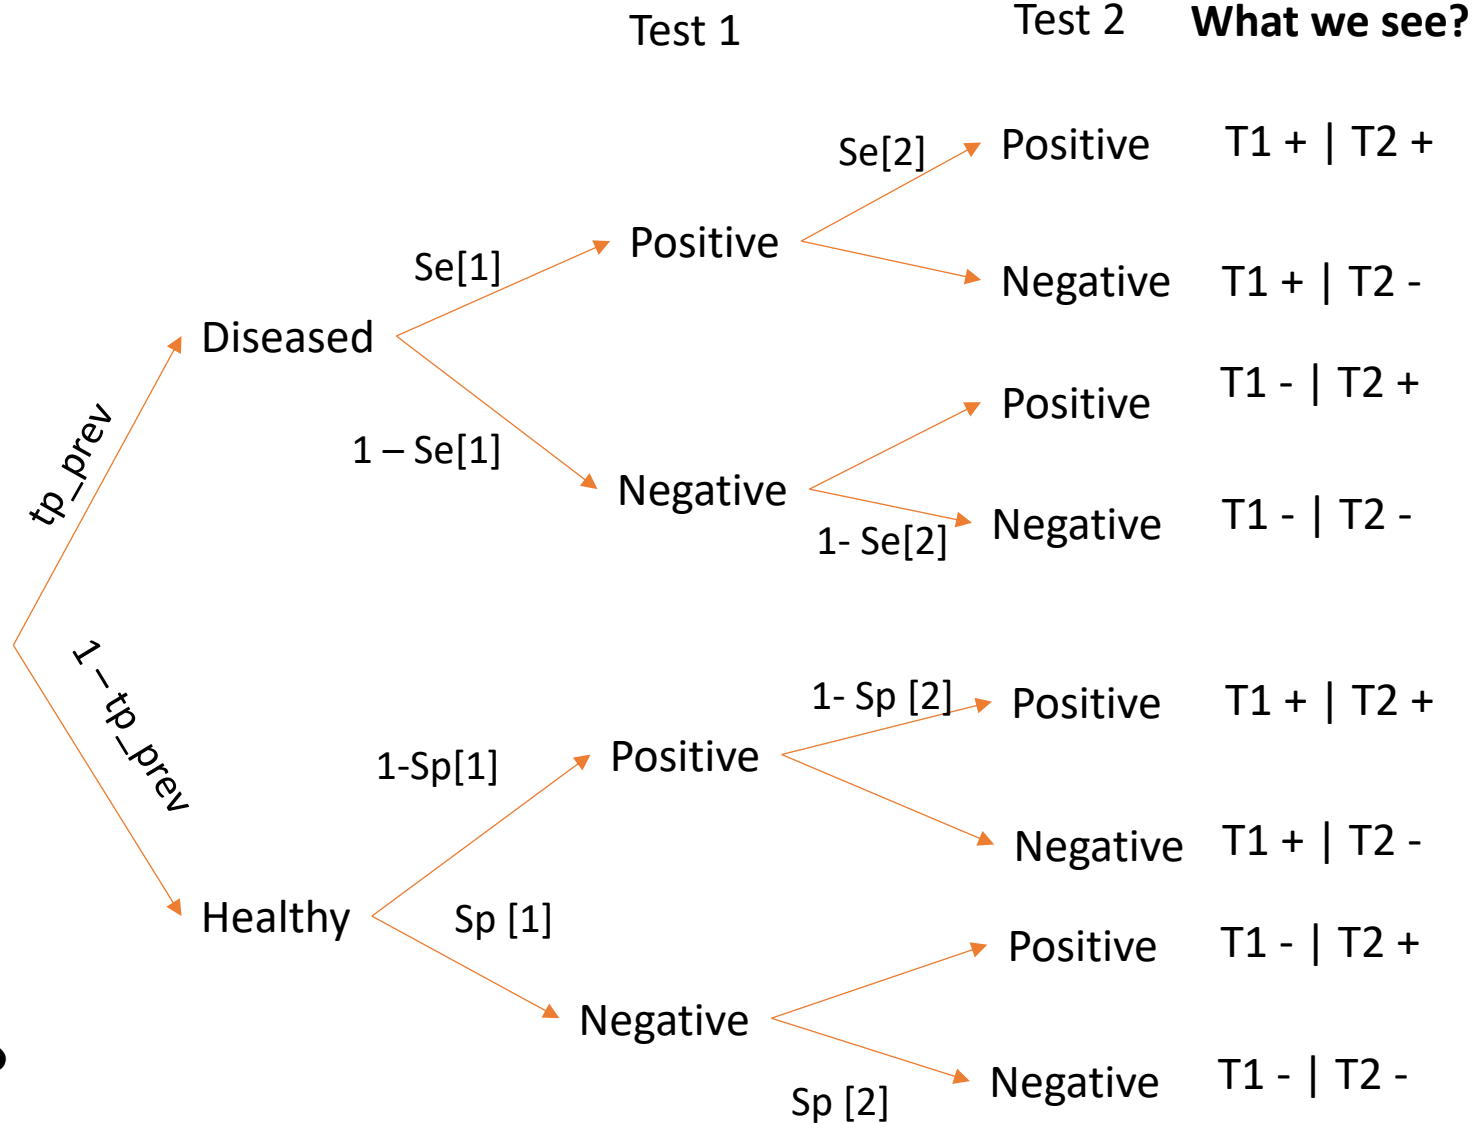 Test 1
Test 2
What we see?
Se[2]
Positive
T1 + | T2 +
Positive
Se[1]
Negative
T1 + | T2 -
Diseased
Positive
T1 - | T2 +
tp_prev
1 – Se[1]
Negative
1- Se[2]
Negative
T1 - | T2 -
1 – tp_prev
1- Sp [2]
Positive
T1 + | T2 +
1-Sp[1]
Positive
Negative
T1 + | T2 -
Healthy
Sp [1]
Positive
T1 - | T2 +
Negative
Sp [2]
Negative
T1 - | T2 -